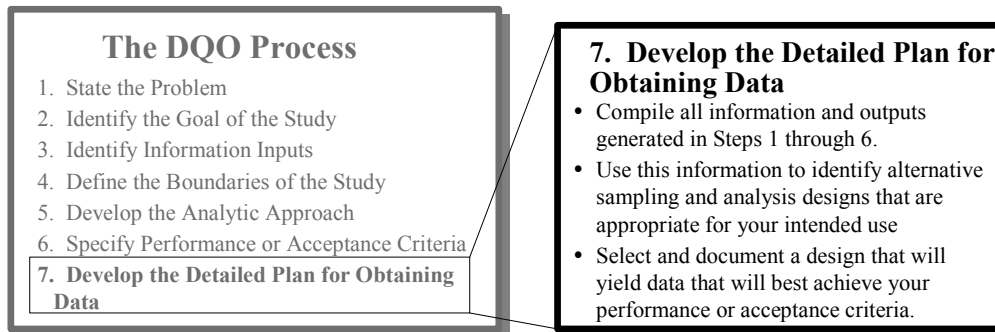 The DQO Process
1. State the Problem
2. Identify the Goal of the Study
3. Identify Information Inputs
4. Define the Boundaries of the Study
5. Develop the Analytic Approach
6. Specify Performance or Acceptance Criteria
7. Develop the Detailed Plan for Obtaining
Data
7. Develop the Detailed Plan for
Obtaining Data
• Compile all information and outputs
generated in Steps 1 through 6.
• Use this information to identify alternative
sampling and analysis designs that are
appropriate for your intended use
• Select and document a design that will
yield data that will best achieve your
performance or acceptance criteria.